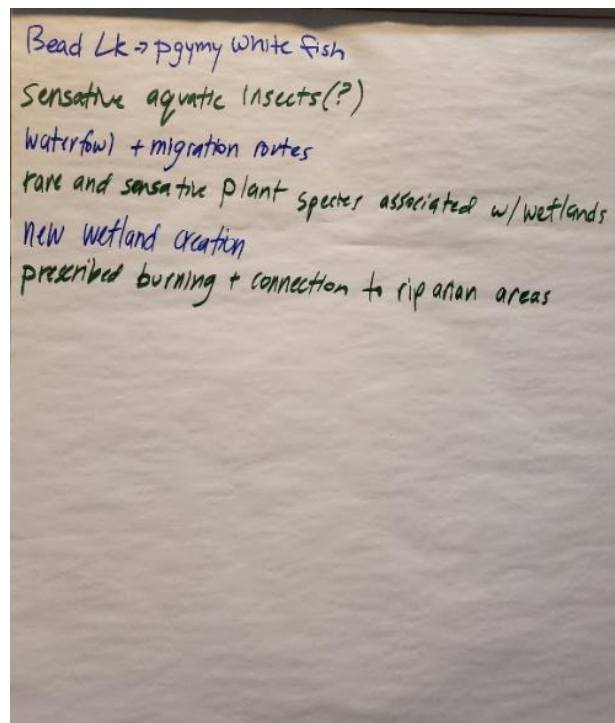 Bead Lk → pgymy white fish
Sensative aquatic insects(?)
waterfowl + migration routes
rare and sensative plant species associated w/wetlands
new wetland creation
prescribed burning + connection to riparian areas